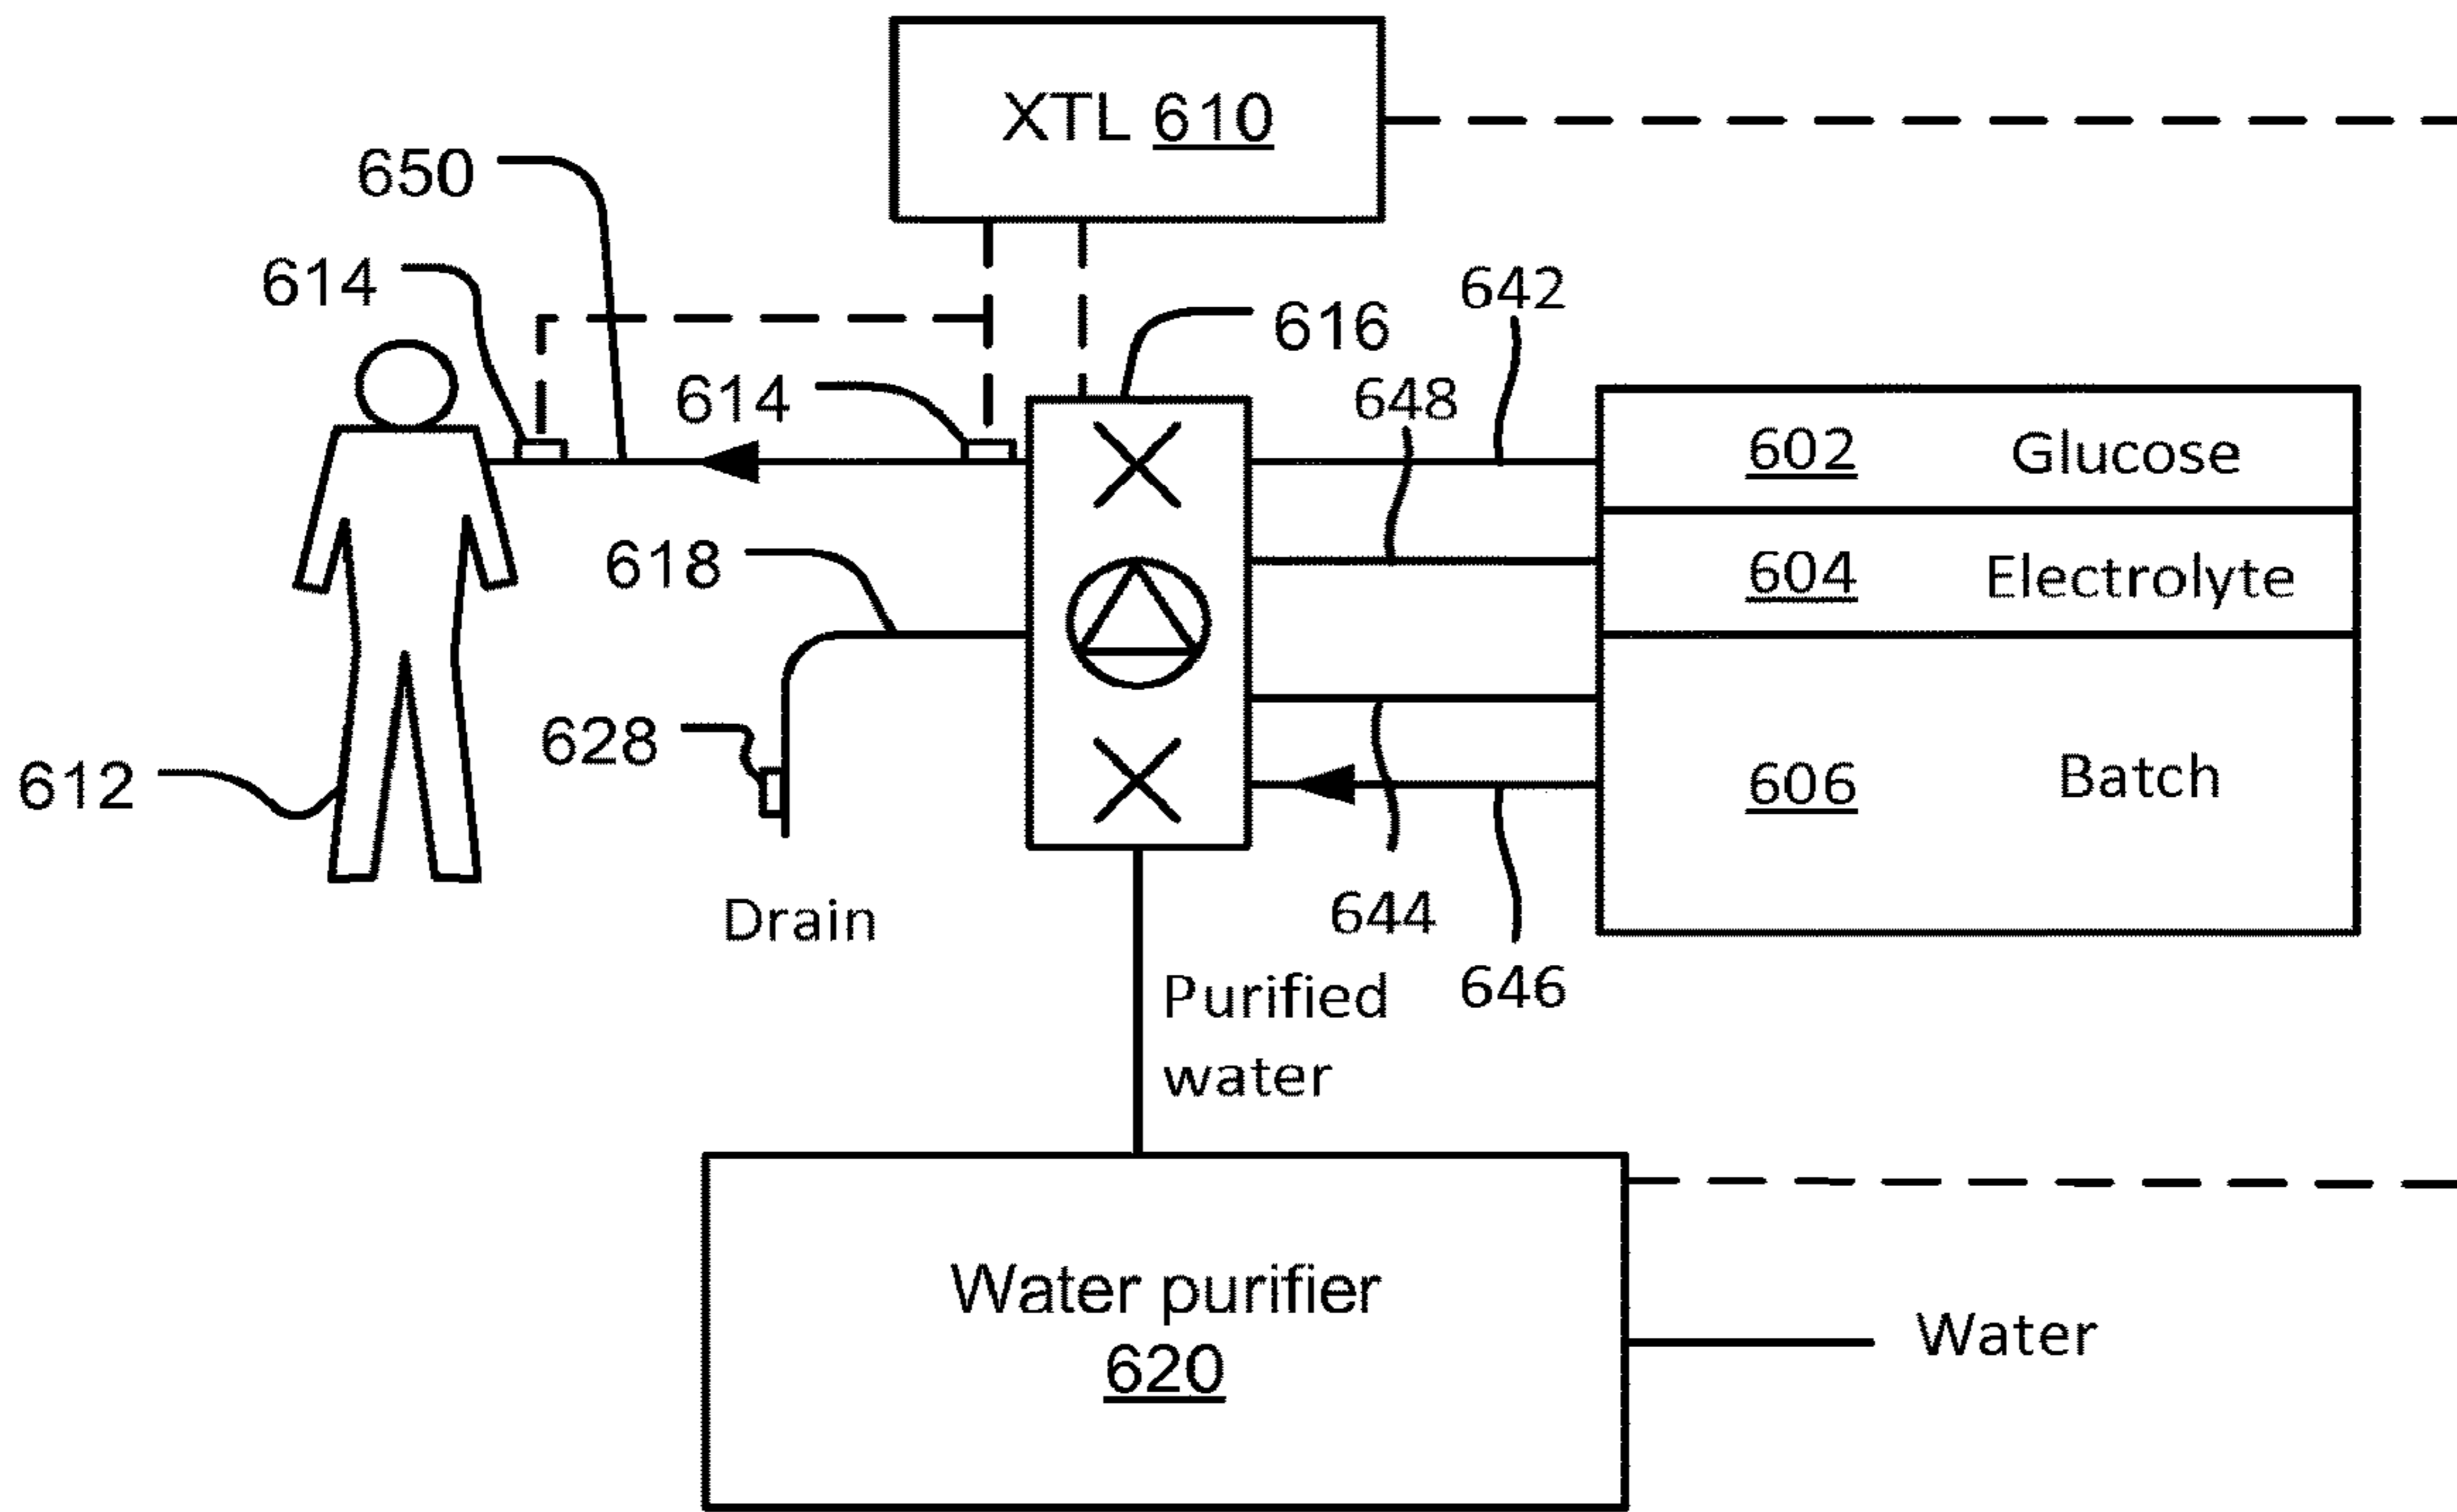 XTL 610
650
614
642
616
614
648
602 Glucose
618
604 Electrolyte
628
612
606 Batch
Drain
644
646
Purified
water
Water purifier
620
Water